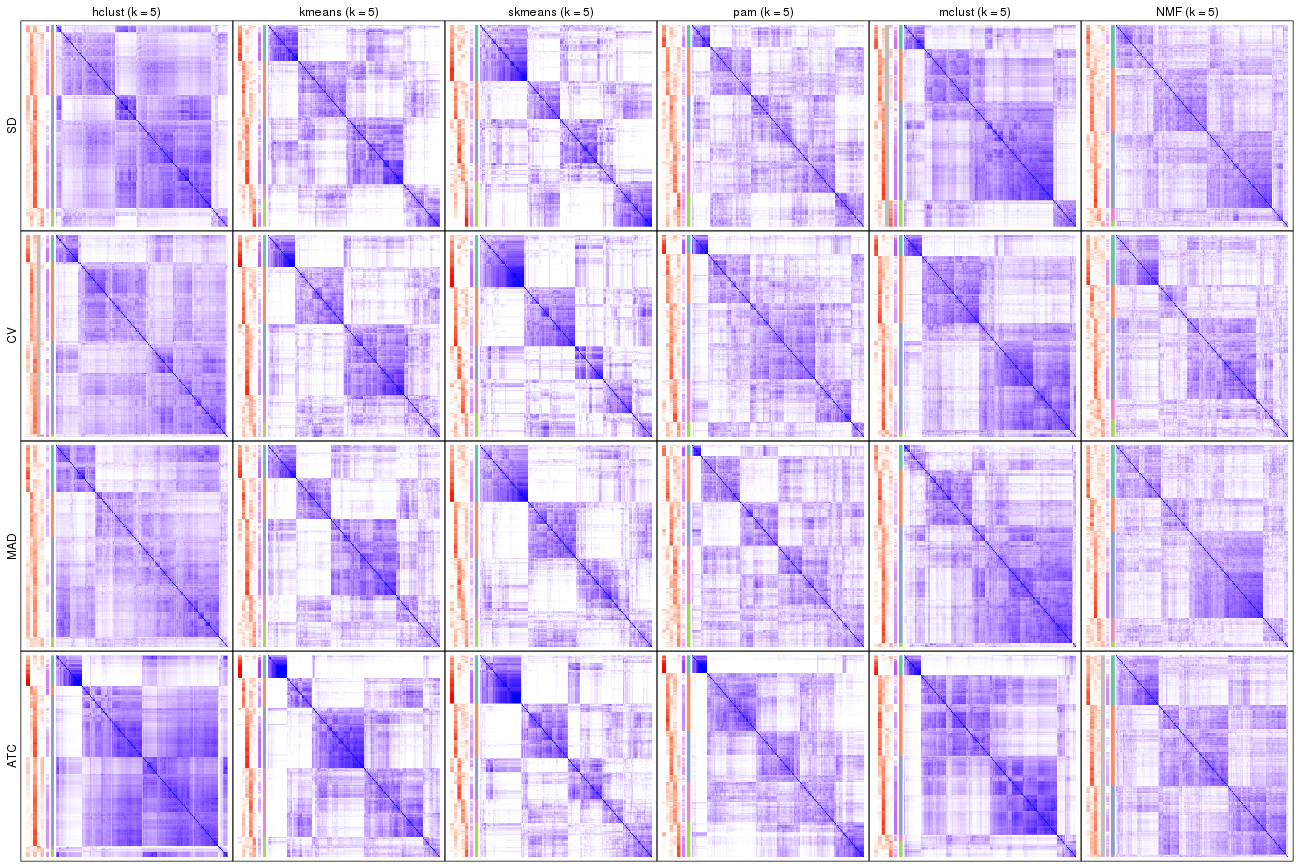 hclust (k = 5) kmeans (k = 5) skmeans (k = 5) pam (k = 5) mclust (k = 5) NMF (k = 5)
SD
CV
MAD
ATC